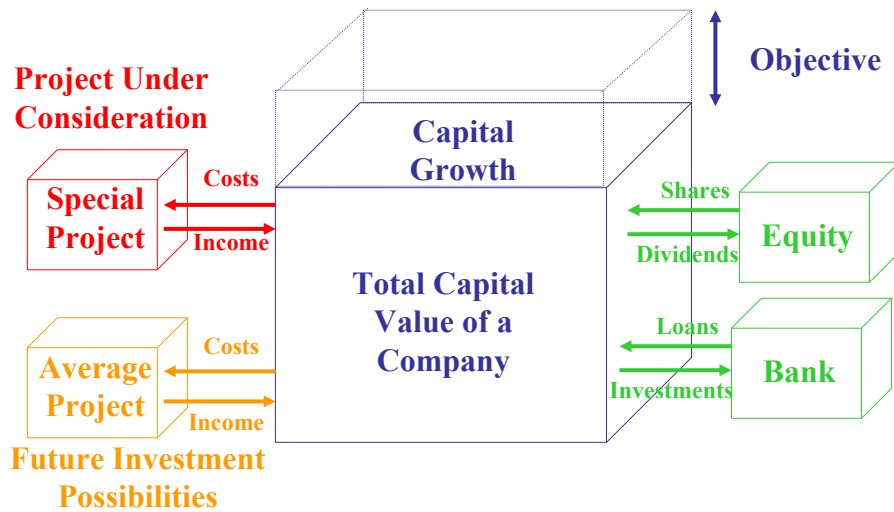 Objective
Project Under
Consideration
Capital
Growth
Costs
Special
Project
Income
Shares
Equity
Dividends
Total Capital
Value of a
Company
Costs
Average
Project
Income
Loans
Bank
Investments
Future Investment
Possibilities